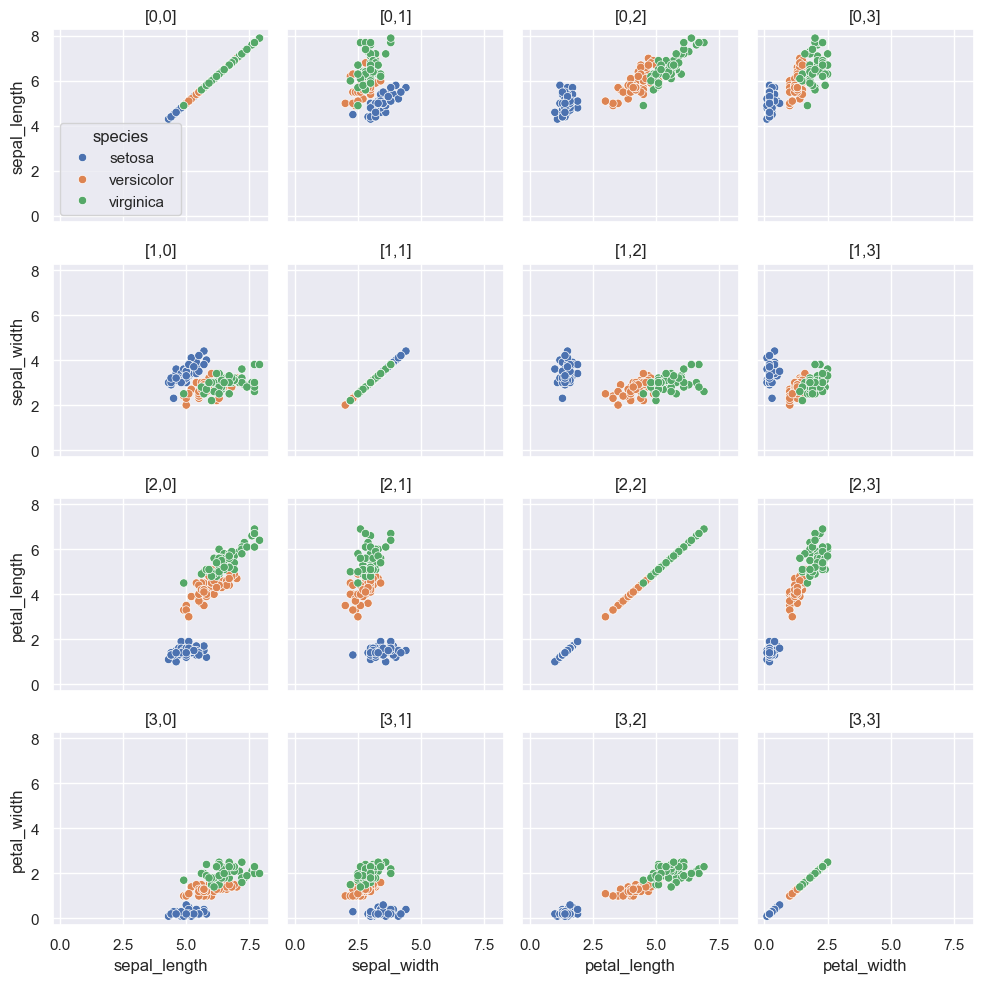 [0,0] [0,1] [0,2] [0,3]
8
6
4
2
0
sepal_length
species
setosa
versicolor
virginica
[1,0] [1,1] [1,2] [1,3]
8
6
4
2
0
sepal_width
[2,0] [2,1] [2,2] [2,3]
8
6
4
2
0
petal_length
[3,0] [3,1] [3,2] [3,3]
8
6
4
2
0
petal_width
0.0 2.5 5.0 7.5 0.0 2.5 5.0 7.5 0.0 2.5 5.0 7.5 0.0 2.5 5.0 7.5
sepal_length sepal_width petal_length petal_width